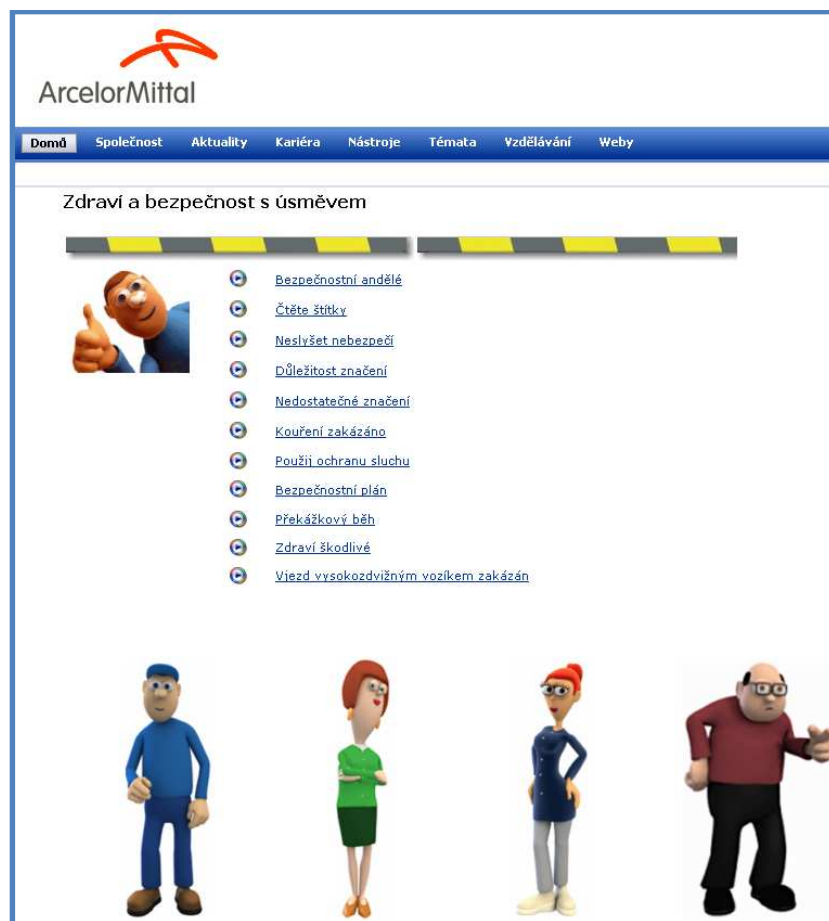 ArcelorMittal
Domů Společnost Aktuality Kariéra Nástroje Témata Vzdělávání Weby
Zdraví a bezpečnost s úsměvem
Bezpečnostní andělé
Čtěte štítky
Neslyšet nebezpečí
Důležitost značení
Nedostatečné značení
Kouření zakázáno
Použij ochranu sluchu
Bezpečnostní plán
Překážkový běh
Zdraví škodlivé
Vjezd vysokozdvižným vozíkem zakázán